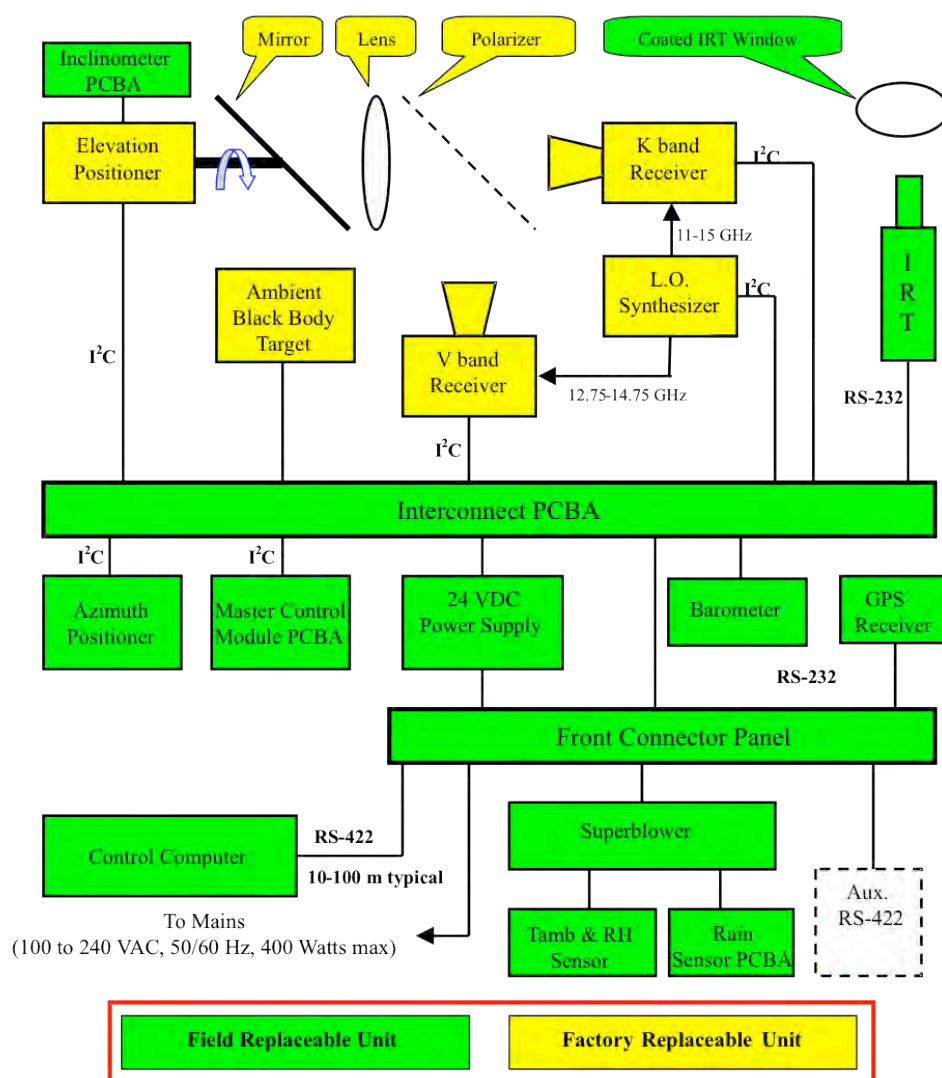 Mirror
Lens
Polarizer
Coated IRT Window
Inclinometer
PCBA
Elevation
Positioner
K band
Receiver
I²C
11-15 GHz
I
R
T
Ambient
Black Body
Target
L.O.
Synthesizer
I²C
I²C
V band
Receiver
12.75-14.75 GHz
RS-232
I²C
Interconnect PCBA
I²C
I²C
Azimuth
Positioner
Master Control
Module PCBA
24 VDC
Power Supply
Barometer
GPS
Receiver
RS-232
Front Connector Panel
RS-422
Control Computer
10-100 m typical
Superblower
To Mains
(100 to 240 VAC, 50/60 Hz, 400 Watts max)
Tamb & RH
Sensor
Rain
Sensor PCBA
Aux.
RS-422
Field Replaceable Unit
Factory Replaceable Unit